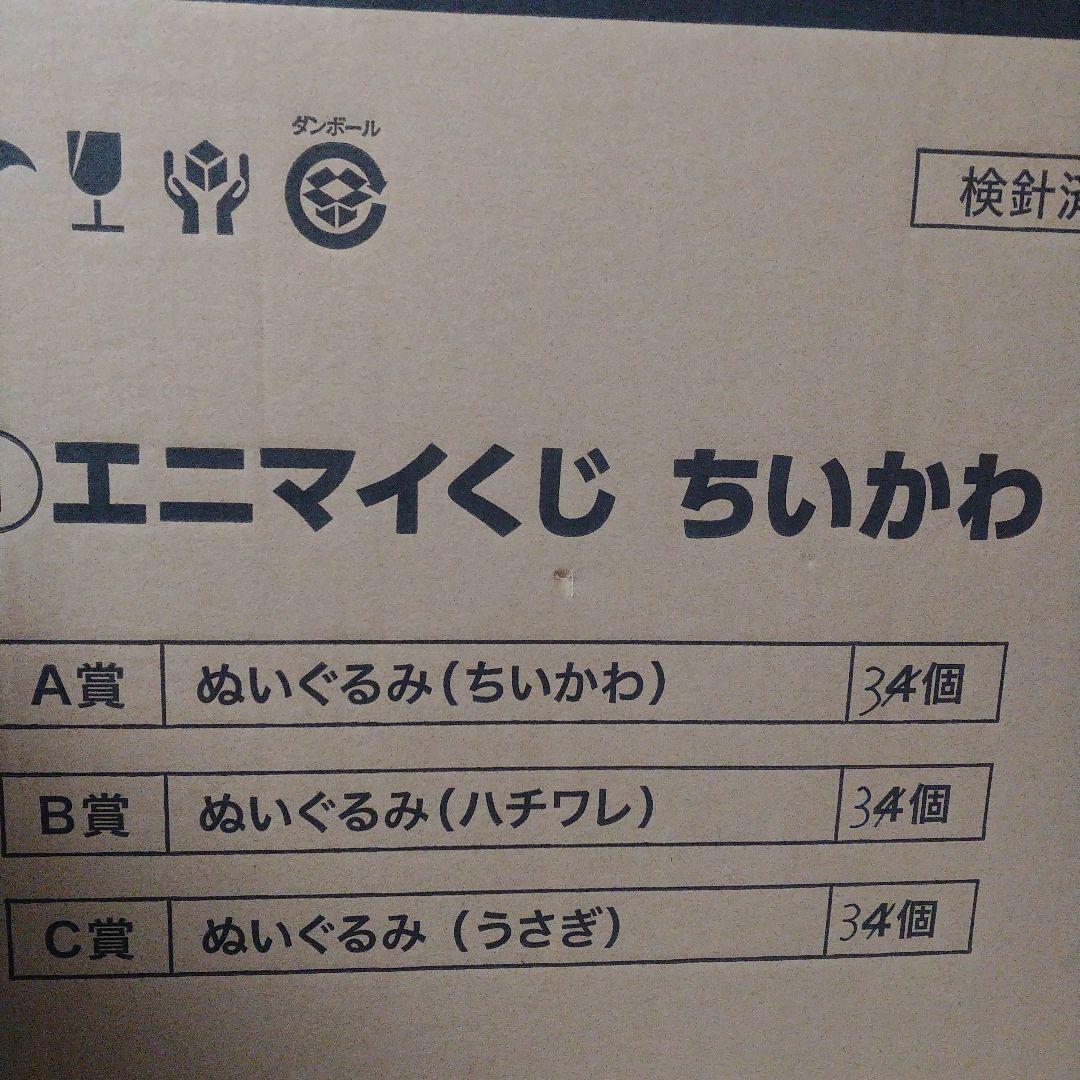 ダンボール
検針済
エニマイくじ ちいかわ
A賞 ぬいぐるみ(ちいかわ) 34個
B賞 ぬいぐるみ(ハチワレ) 34個
C賞 ぬいぐるみ (うさぎ) 34個